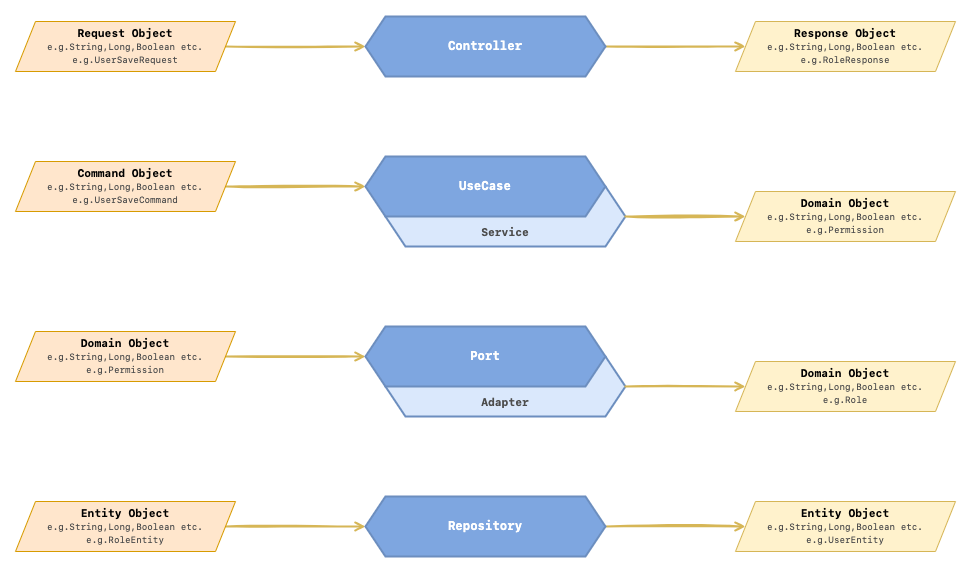 Request Object
e.g.String,Long,Boolean etc.
e.g.UserSaveRequest
Controller
Response Object
e.g.String,Long,Boolean etc.
e.g.RoleResponse
Command Object
e.g.String,Long,Boolean etc.
e.g.UserSaveCommand
UseCase
Service
Domain Object
e.g.String,Long,Boolean etc.
e.g.Permission
Domain Object
e.g.String,Long,Boolean etc.
e.g.Permission
Port
Adapter
Domain Object
e.g.String,Long,Boolean etc.
e.g.Role
Entity Object
e.g.String,Long,Boolean etc.
e.g.RoleEntity
Repository
Entity Object
e.g.String,Long,Boolean etc.
e.g.UserEntity